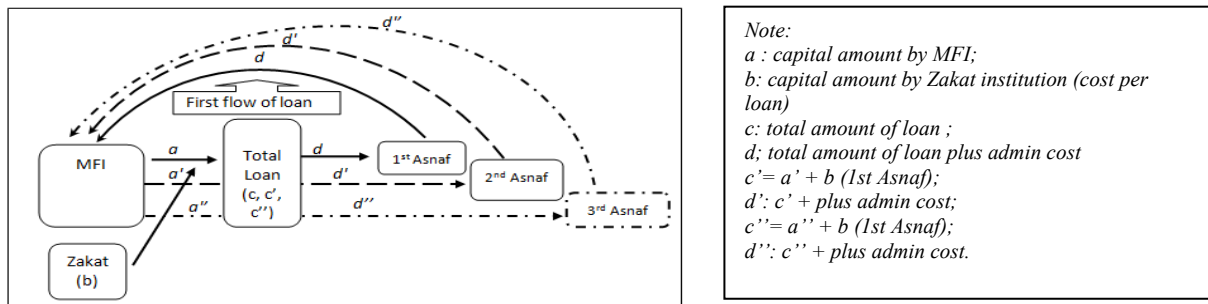 d''
d'
d
First flow of loan
MFI
a
a'
a''
Total
Loan
(c, c',
c'')
d
d'
d''
1st Asnaf
2nd Asnaf
3rd Asnaf
Zakat
(b)
Note:
a : capital amount by MFI;
b: capital amount by Zakat institution (cost per
loan)
c: total amount of loan ;
d; total amount of loan plus admin cost
c’= a’ + b (1st Asnaf);
d’: c’ + plus admin cost;
c’’= a’’ + b (1st Asnaf);
d’’: c’’ + plus admin cost.